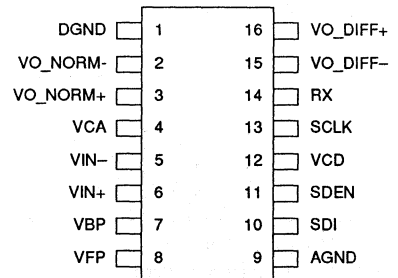 DGND 1 16 VO_DIFF+
VO_NORM- 2 15 VO_DIFF–
VO_NORM+ 3 14 RX
VCA 4 13 SCLK
VIN– 5 12 VCD
VIN+ 6 11 SDEN
VBP 7 10 SDI
VFP 8 9 AGND